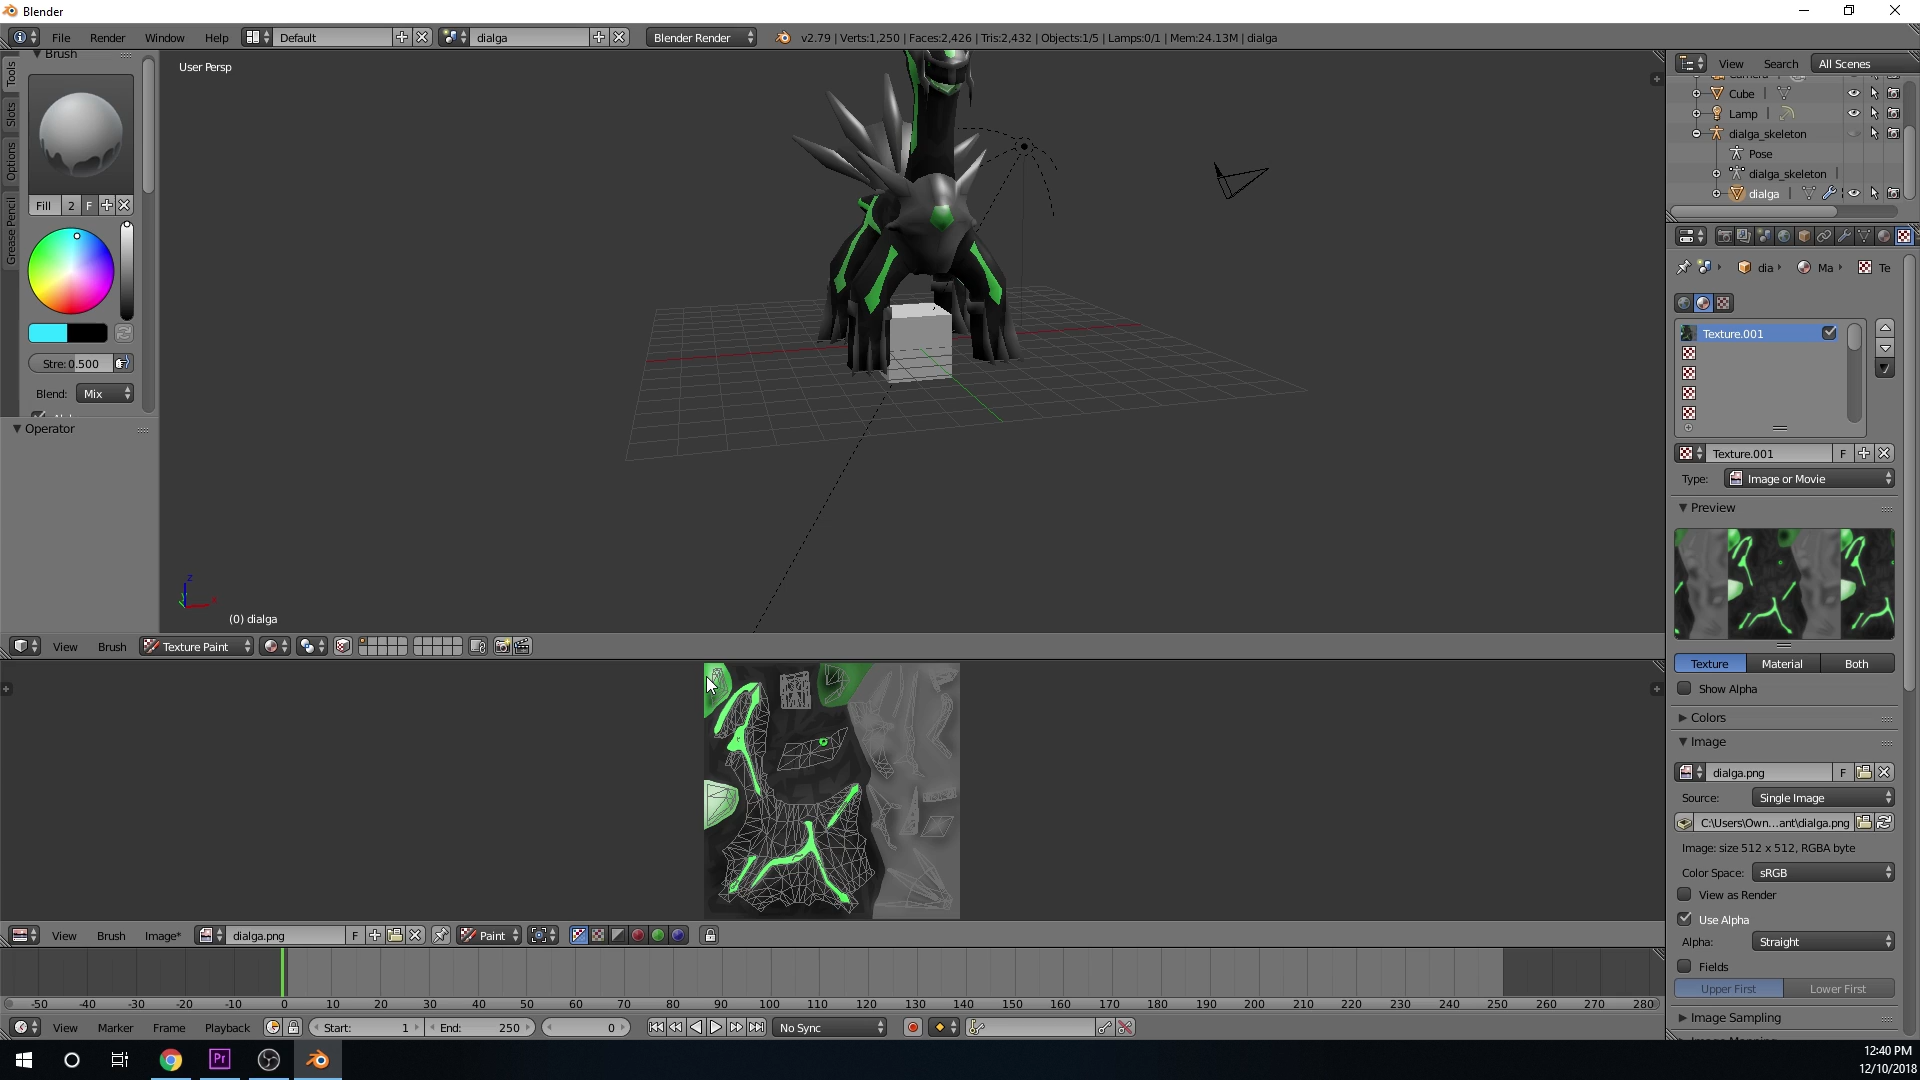 Blender
File Render Window Help Default dialga Blender Render v2.79 | Verts:1,250 | Faces:2,426 | Tris:2,432 | Objects:1/5 | Lamps:0/1 | Mem:24.13M | dialga
Brush
Tools
Slots
Options
Grease Pencil
Fill 2 F
Stre: 0.500
Blend: Mix
Operator
User Persp
z
(0) dialga
View Brush Texture Paint
View Search All Scenes
Camera
Cube
Lamp
dialga_skeleton
Pose
dialga_skeleton
dialga
dia Ma Te
Texture.001
Texture.001 F
Type: Image or Movie
Preview
Texture Material Both
Show Alpha
Colors
Image
dialga.png F
Source: Single Image
C:\Users\Own...ant\dialga.png
Image: size 512 x 512, RGBA byte
Color Space: sRGB
View as Render
Use Alpha
Alpha: Straight
Fields
Upper First Lower First
Image Sampling
View Brush Image* dialga.png F Paint
-50 -40 -30 -20 -10 0 10 20 30 40 50 60 70 80 90 100 110 120 130 140 150 160 170 180 190 200 210 220 230 240 250 260 270 280
View Marker Frame Playback Start: 1 End: 250 0 No Sync
Pr
12:40 PM
12/10/2018